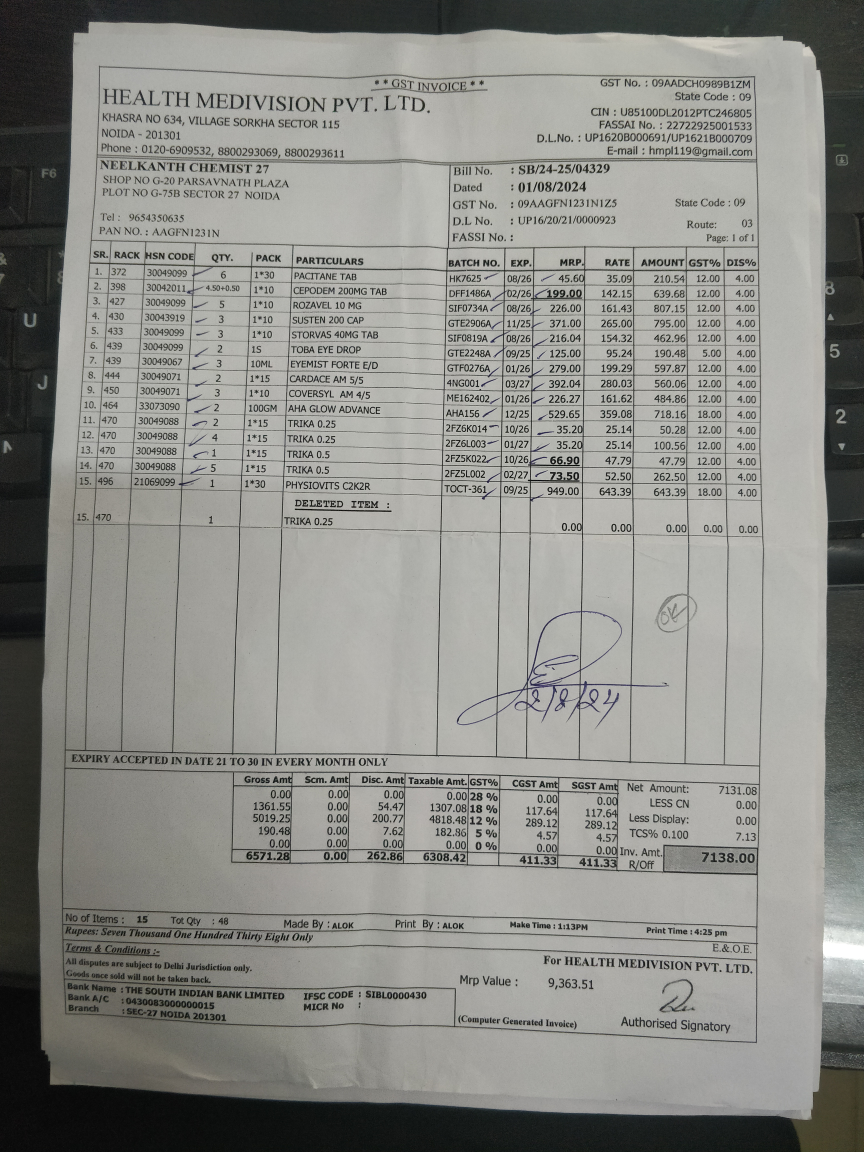 * * GST INVOICE * *
HEALTH MEDIVISION PVT. LTD.
KHASRA NO 634, VILLAGE SORKHA SECTOR 115
NOIDA - 201301
Phone : 0120-6909532, 8800293069, 8800293611
GST No. : 09AADCH0989B1ZM
State Code : 09
CIN : U85100DL2012PTC246805
FASSAI No. : 22722925001533
D.L.No. : UP1620B000691/UP1621B000709
E-mail : hmpl119@gmail.com
NEELKANTH CHEMIST 27
SHOP NO G-20 PARSAVNATH PLAZA
PLOT NO G-75B SECTOR 27 NOIDA
Tel : 9654350635
PAN NO. : AAGFN1231N
Bill No. : SB/24-25/04329
Dated : 01/08/2024
GST No. : 09AAGFN1231N1Z5 State Code : 09
D.L No. : UP16/20/21/0000923
Route: 03
FASSI No. : Page: 1 of 1
SR. RACK HSN CODE QTY. PACK PARTICULARS BATCH NO. EXP. MRP. RATE AMOUNT GST% DIS%
1. 372 30049099 6 1*30 PACITANE TAB HK7625 08/26 45.60 35.09 210.54 12.00 4.00
2. 398 30042011 4.50+0.50 1*10 CEPODEM 200MG TAB DFF1486A 02/26 199.00 142.15 639.68 12.00 4.00
3. 427 30049099 5 1*10 ROZAVEL 10 MG SIF0734A 08/26 226.00 161.43 807.15 12.00 4.00
4. 430 30043919 3 1*10 SUSTEN 200 CAP GTE2906A 11/25 371.00 265.00 795.00 12.00 4.00
5. 433 30049099 3 1*10 STORVAS 40MG TAB SIF0819A 08/26 216.04 154.32 462.96 12.00 4.00
6. 439 30049099 2 1S TOBA EYE DROP GTE2248A 09/25 125.00 95.24 190.48 5.00 4.00
7. 439 30049067 3 10ML EYEMIST FORTE E/D GTF0276A 01/26 279.00 199.29 597.87 12.00 4.00
8. 444 30049071 2 1*15 CARDACE AM 5/5 4NG001 03/27 392.04 280.03 560.06 12.00 4.00
9. 450 30049071 3 1*10 COVERSYL AM 4/5 ME162402 01/26 226.27 161.62 484.86 12.00 4.00
10. 464 33073090 2 100GM AHA GLOW ADVANCE AHA156 12/25 529.65 359.08 718.16 18.00 4.00
11. 470 30049088 2 1*15 TRIKA 0.25 2FZ6K014 10/26 35.20 25.14 50.28 12.00 4.00
12. 470 30049088 4 1*15 TRIKA 0.25 2FZ6L003 01/27 35.20 25.14 100.56 12.00 4.00
13. 470 30049088 1 1*15 TRIKA 0.5 2FZ5K022 10/26 66.90 47.79 47.79 12.00 4.00
14. 470 30049088 5 1*15 TRIKA 0.5 2FZ5L002 02/27 73.50 52.50 262.50 12.00 4.00
15. 496 21069099 1 1*30 PHYSIOVITS C2K2R TOCT-361 09/25 949.00 643.39 643.39 18.00 4.00
DELETED ITEM :
15. 470 1 TRIKA 0.25 0.00 0.00 0.00 0.00 0.00
OK
2/8/24
EXPIRY ACCEPTED IN DATE 21 TO 30 IN EVERY MONTH ONLY
Gross Amt Scm. Amt Disc. Amt Taxable Amt. GST% CGST Amt SGST Amt
0.00 0.00 0.00 0.00 28 % 0.00 0.00
1361.55 0.00 54.47 1307.08 18 % 117.64 117.64
5019.25 0.00 200.77 4818.48 12 % 289.12 289.12
190.48 0.00 7.62 182.86 5 % 4.57 4.57
0.00 0.00 0.00 0.00 0 % 0.00 0.00
6571.28 0.00 262.86 6308.42 411.33 411.33
Net Amount: 7131.08
LESS CN 0.00
Less Display: 0.00
TCS% 0.100 7.13
Inv. Amt. 7138.00
R/Off
No of Items : 15 Tot Qty : 48 Made By : ALOK Print By : ALOK Make Time : 1:13PM Print Time : 4:25 pm
Rupees: Seven Thousand One Hundred Thirty Eight Only
E.& O.E.
Terms & Conditions :-
All disputes are subject to Delhi Jurisdiction only.
Goods once sold will not be taken back.
For HEALTH MEDIVISION PVT. LTD.
Bank Name : THE SOUTH INDIAN BANK LIMITED IFSC CODE : SIBL0000430
Bank A/C : 0430083000000015 MICR No :
Branch : SEC-27 NOIDA 201301
Mrp Value : 9,363.51
(Computer Generated Invoice)
Authorised Signatory
F6
U
J
8
5
2